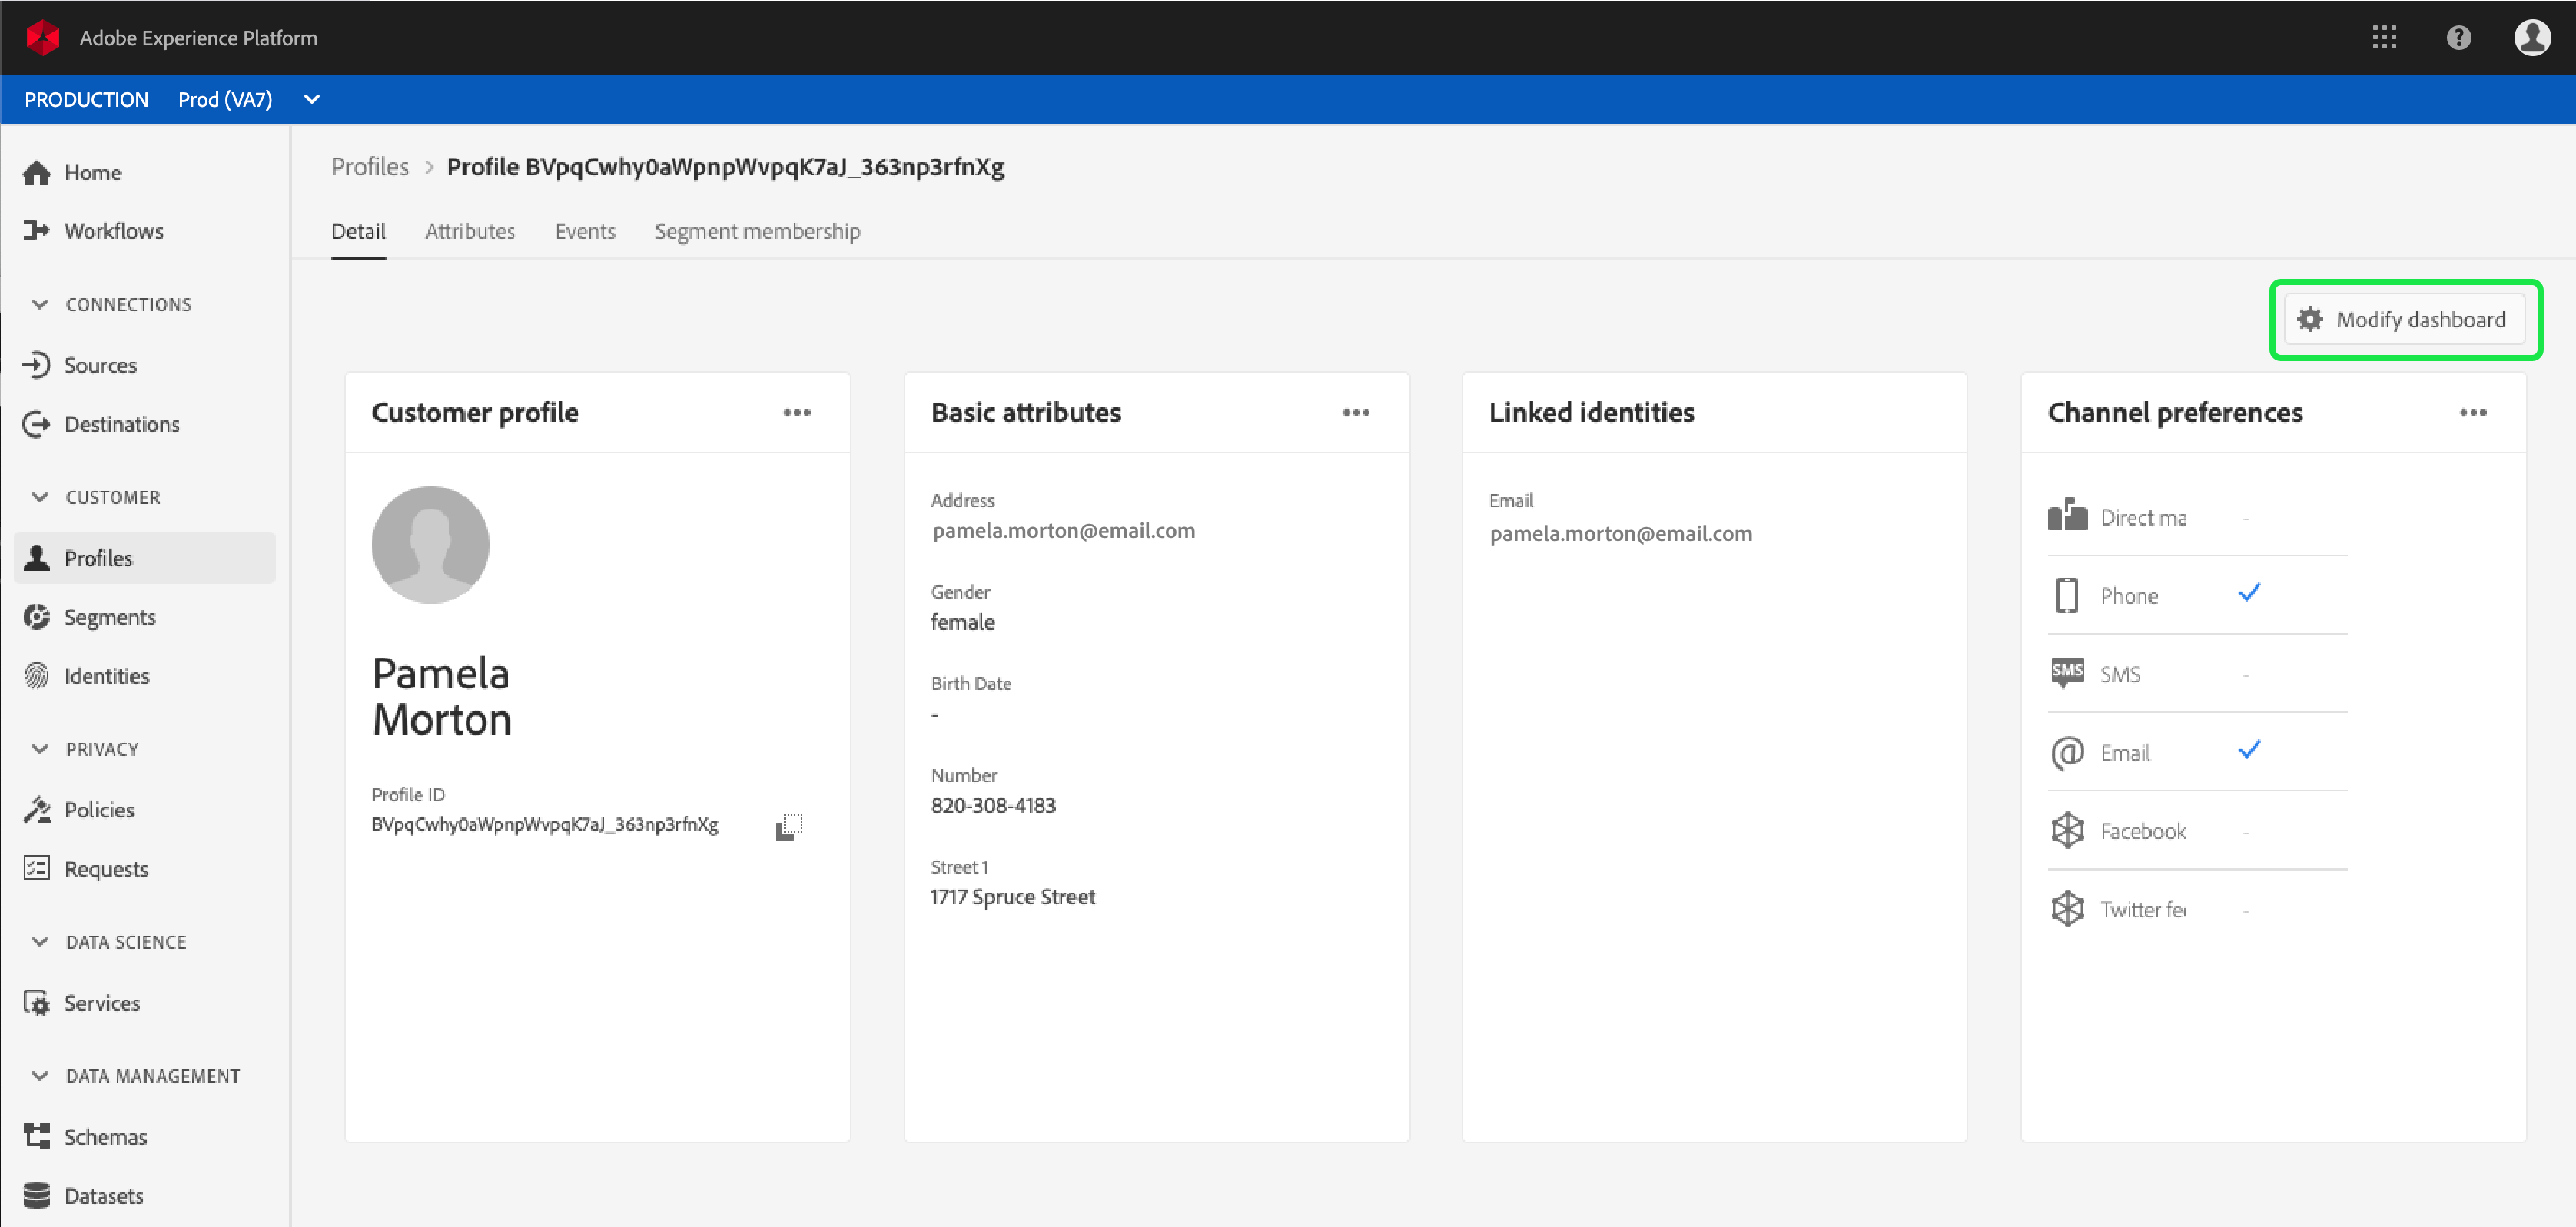 Adobe Experience Platform
PRODUCTION Prod (VA7)
Home
Workflows
CONNECTIONS
Sources
Destinations
CUSTOMER
Profiles
Segments
Identities
PRIVACY
Policies
Requests
DATA SCIENCE
Services
DATA MANAGEMENT
Schemas
Datasets
Profiles > Profile BVpqCwhy0aWpnpWvpqK7aJ_363np3rfnXg
Detail Attributes Events Segment membership
Modify dashboard
Customer profile
Pamela
Morton
Profile ID
BVpqCwhy0aWpnpWvpqK7aJ_363np3rfnXg
Basic attributes
Address
pamela.morton@email.com
Gender
female
Birth Date
-
Number
820-308-4183
Street 1
1717 Spruce Street
Linked identities
Email
pamela.morton@email.com
Channel preferences
Direct ma -
Phone
SMS SMS -
Email
Facebook -
Twitter fe -